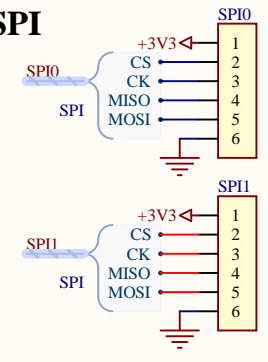 SPI
SPI0
+3V3 1
SPI0 CS 2
CK 3
SPI MISO 4
MOSI 5
6
SPI1
+3V3 1
SPI1 CS 2
CK 3
SPI MISO 4
MOSI 5
6